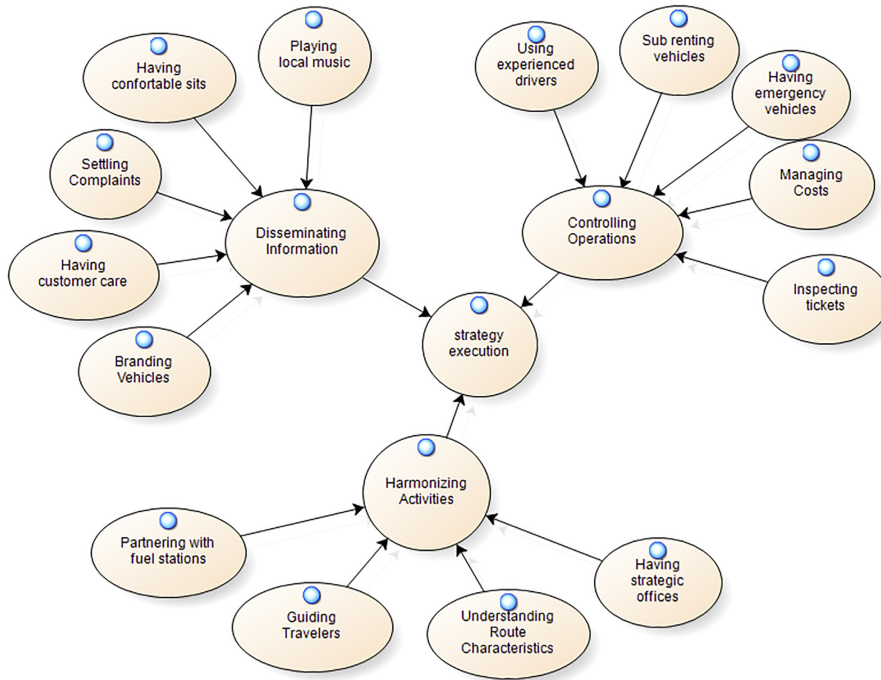 Playing
local music
Having
confortable sits
Settling
Complaints
Having
customer care
Branding
Vehicles
Disseminating
Information
Using
experienced
drivers
Sub renting
vehicles
Having
emergency
vehicles
Managing
Costs
Inspecting
tickets
Controlling
Operations
strategy
execution
Harmonizing
Activities
Partnering with
fuel stations
Guiding
Travelers
Understanding
Route
Characteristics
Having
strategic
offices